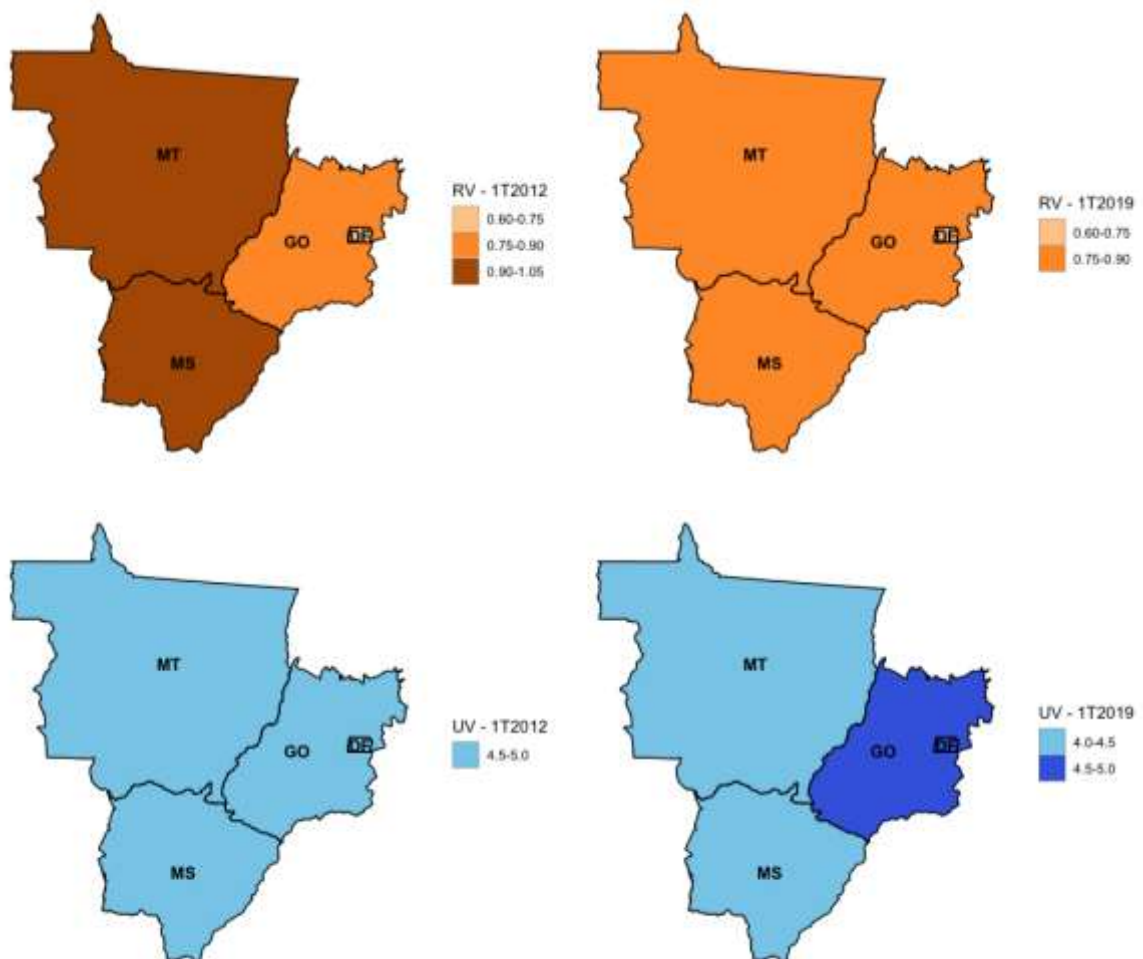 MT
GO
DF
MS
RV - 1T2012
0.60-0.75
0.75-0.90
0.90-1.05
MT
GO
DF
MS
RV - 1T2019
0.60-0.75
0.75-0.90
MT
GO
DF
MS
UV - 1T2012
4.5-5.0
MT
GO
DF
MS
UV - 1T2019
4.0-4.5
4.5-5.0